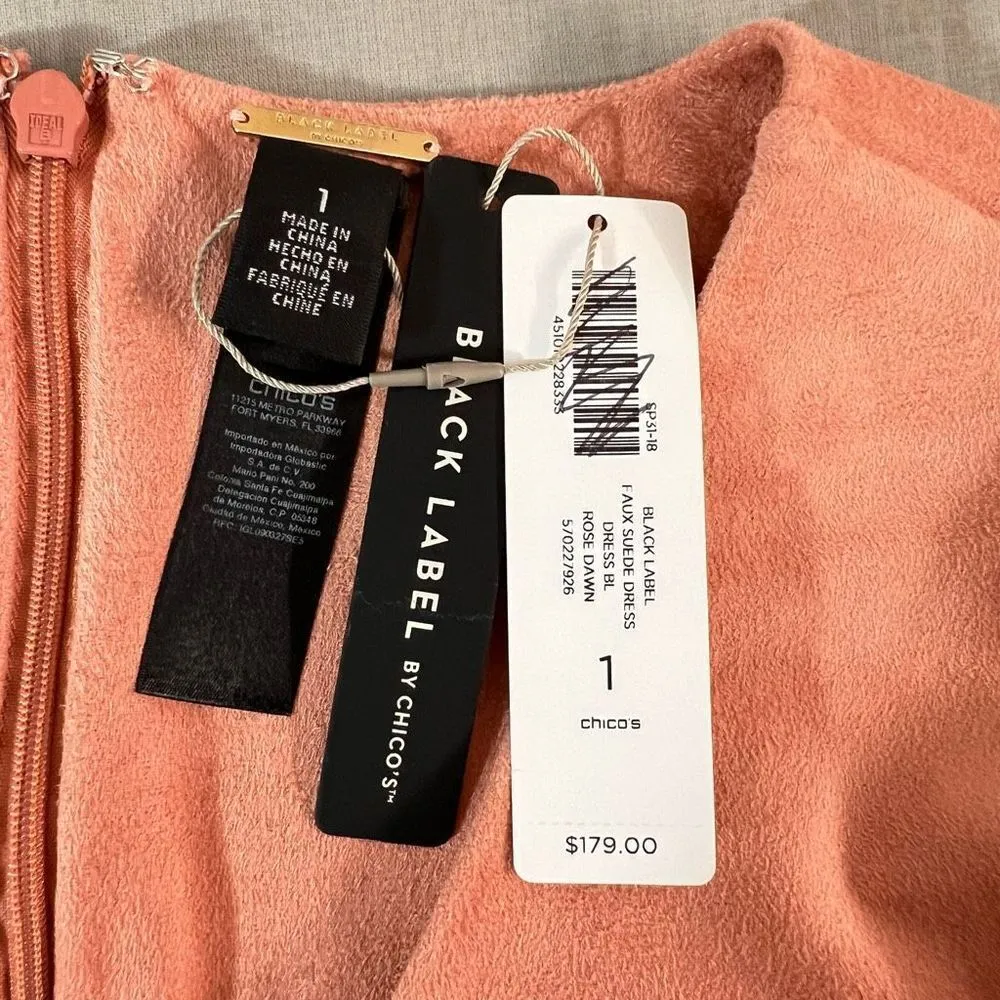 IDEAL
BLACK LABEL
BY CHICO'S
1
MADE IN
CHINA
HECHO EN
CHINA
FABRIQUÉ EN
CHINE
chico's
11215 METRO PARKWAY
FORT MYERS, FL 33966
Importado en México por:
Importadora Globastic
S.A. de C.V.
Mario Pani No. 200
Colonia Santa Fe Cuajimalpa
Delegación Cuajimalpa
de Morelos, C.P. 05348
Ciudad de México, México
RFC: IGL090327SE5
BLACK LABEL BY CHICO'S™
SP31-18
BLACK LABEL
FAUX SUEDE DRESS
DRESS BL
ROSE DAWN
570227926
1
chico's
$179.00